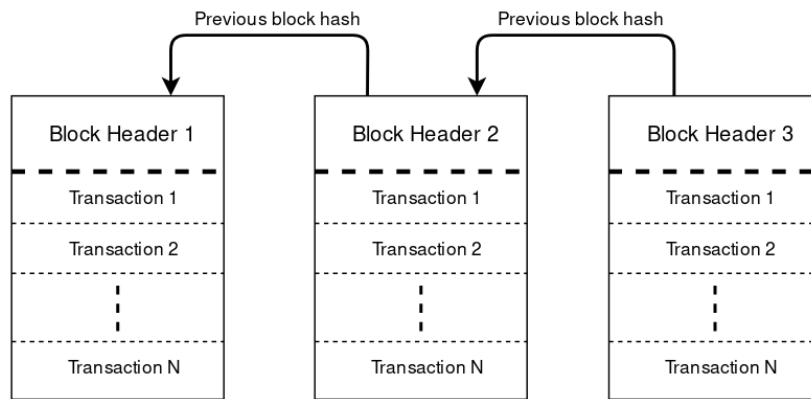 Previous block hash
Previous block hash
Block Header 1
Block Header 2
Block Header 3
Transaction 1
Transaction 1
Transaction 1
Transaction 2
Transaction 2
Transaction 2
Transaction N
Transaction N
Transaction N